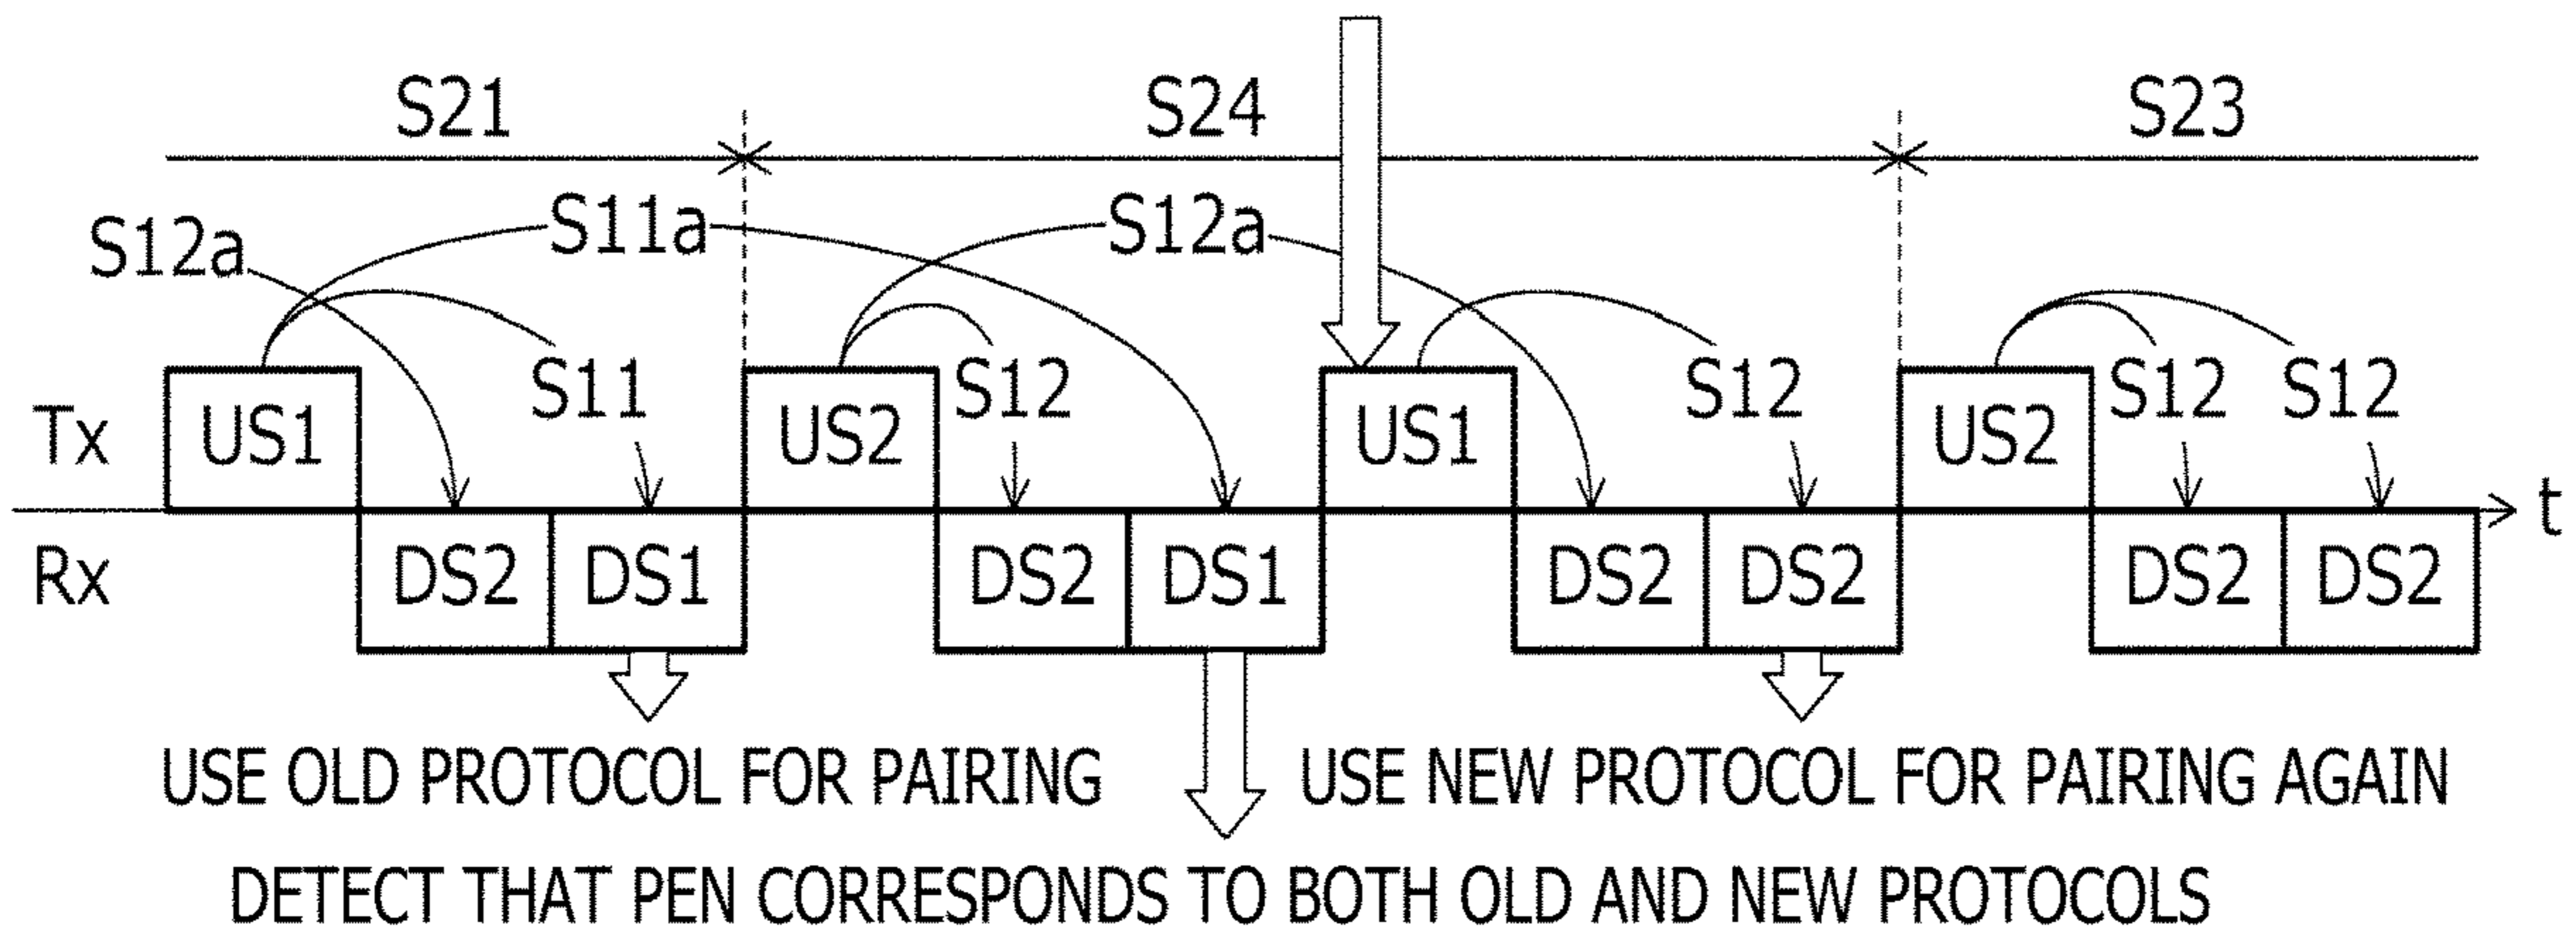 S21 S24 S23
S12a S11a S12a
S11 S12 S12 S12 S12
Tx US1 US2 US1 US2
t
Rx DS2 DS1 DS2 DS1 DS2 DS2 DS2 DS2
USE OLD PROTOCOL FOR PAIRING USE NEW PROTOCOL FOR PAIRING AGAIN
DETECT THAT PEN CORRESPONDS TO BOTH OLD AND NEW PROTOCOLS